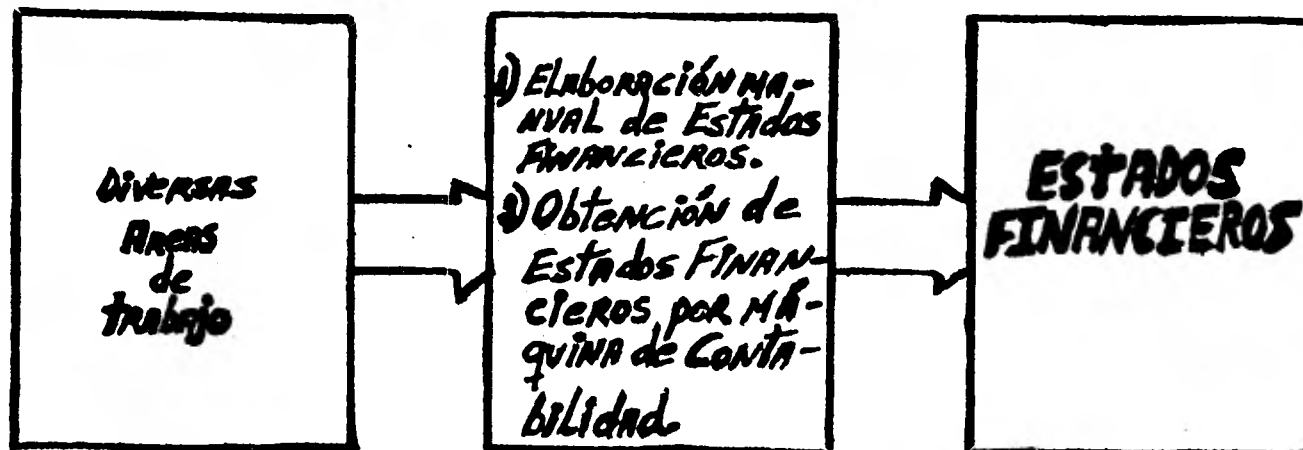 Diversas
Areas
de
trabajo
1) Elaboración ma-
nual de Estados
Financieros.
2) Obtención de
Estados Finan-
cieros por Má-
quina de Conta-
bilidad.
ESTADOS
FINANCIEROS